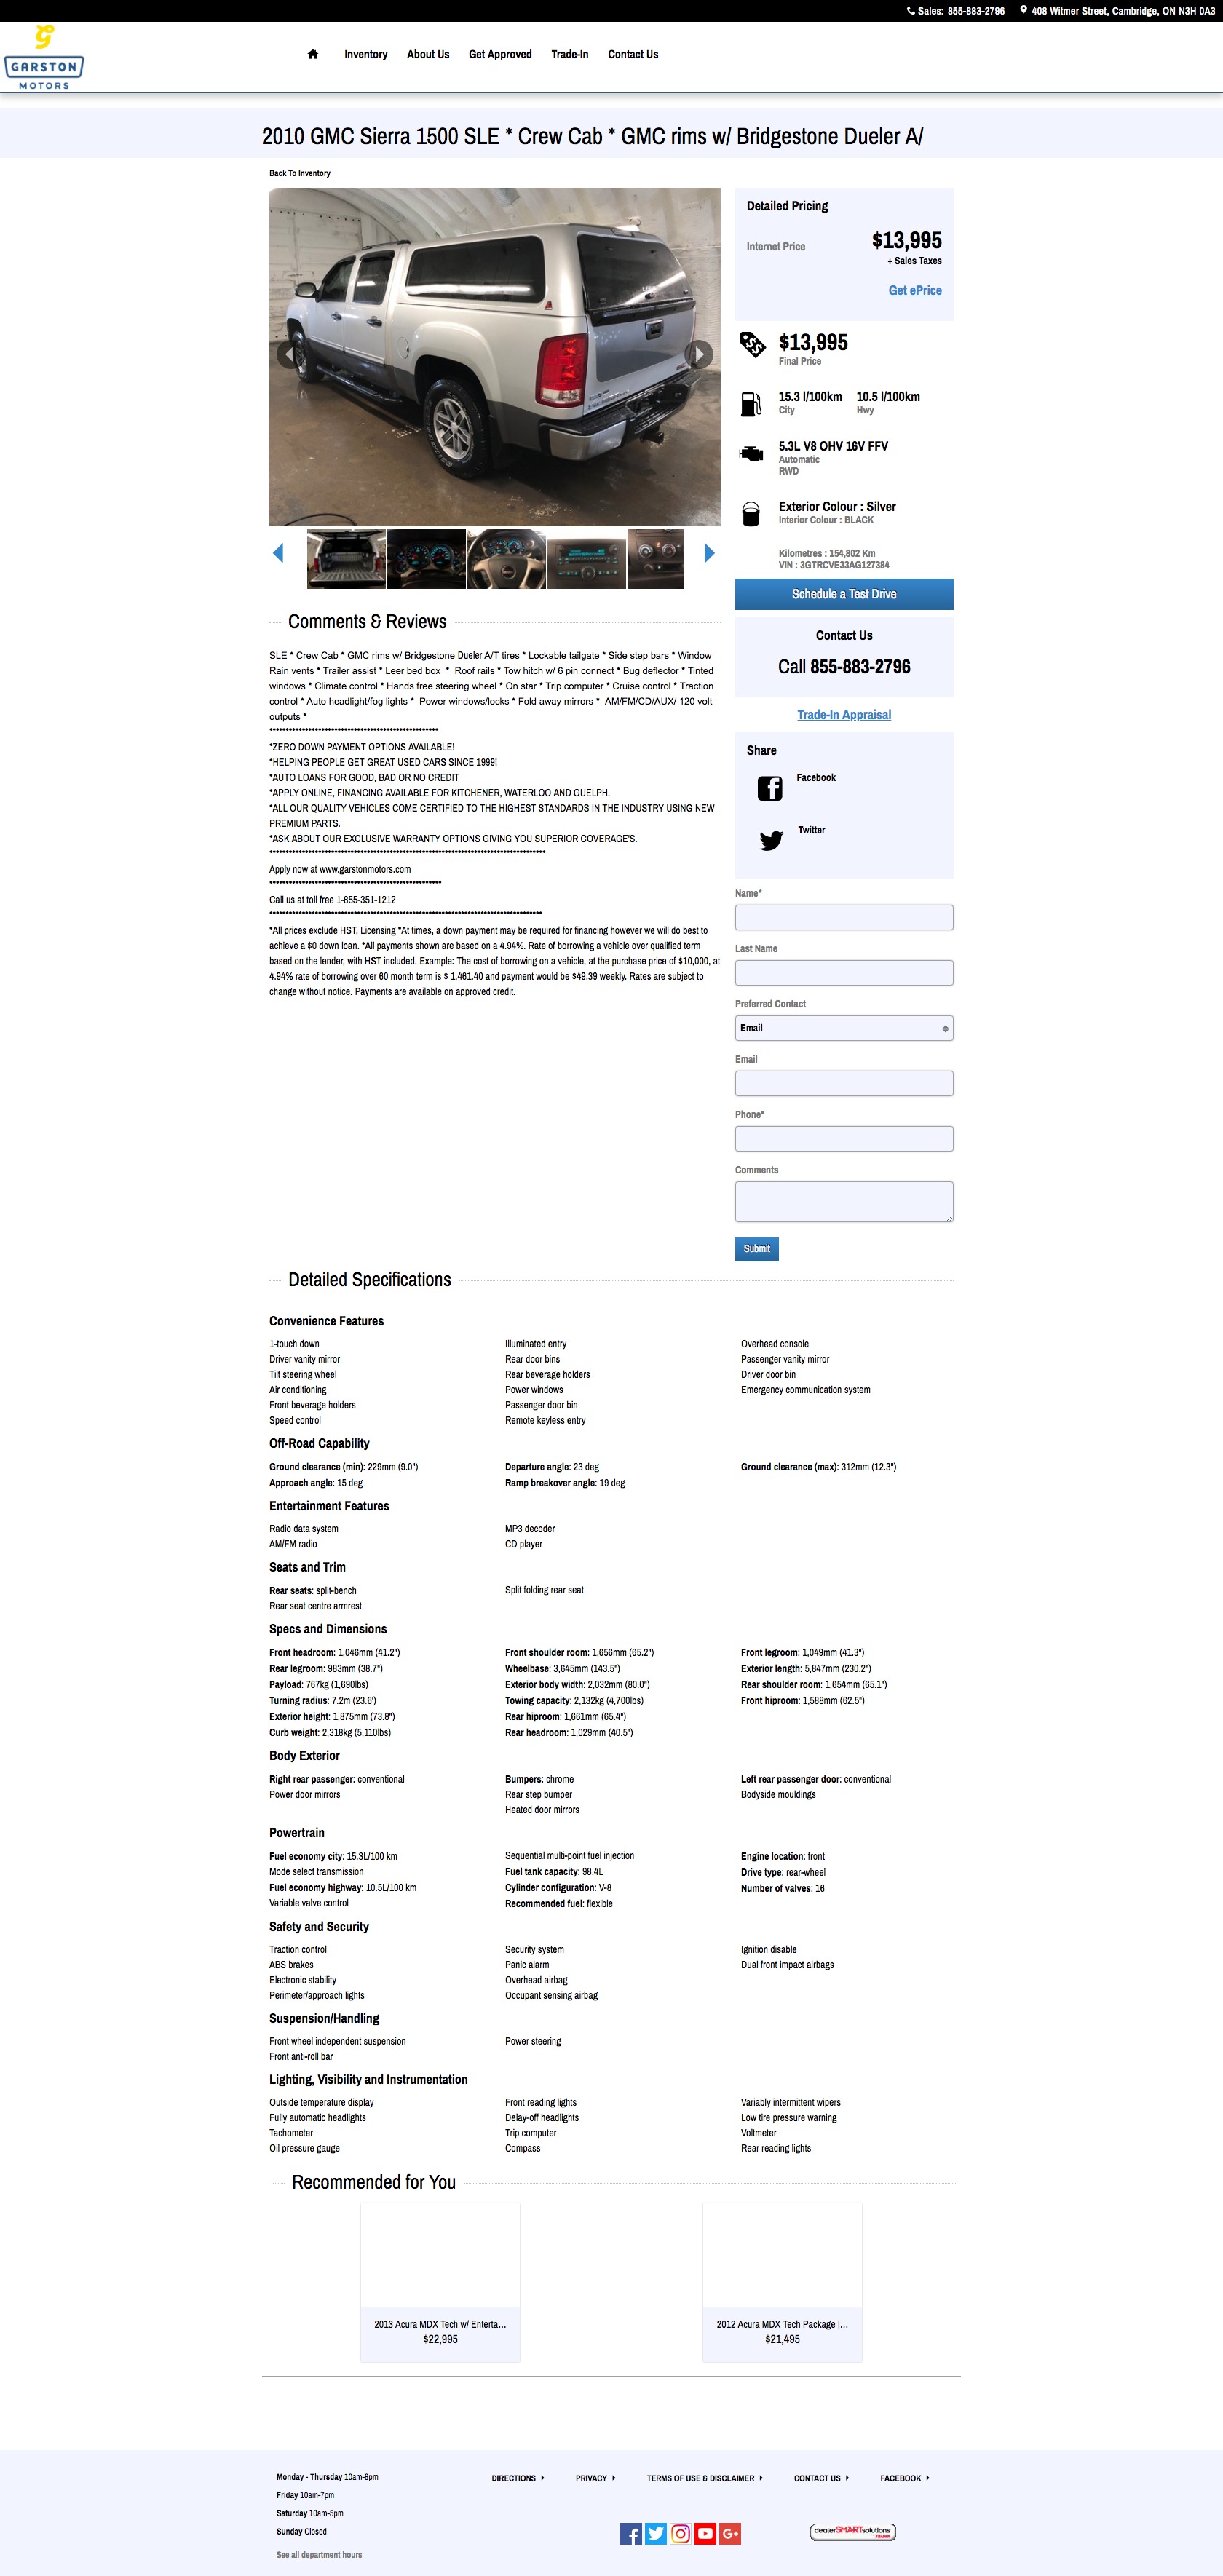 Sales: 855-883-2796 408 Witmer Street, Cambridge, ON N3H 0A3
g
GARSTON
MOTORS
Inventory About Us Get Approved Trade-In Contact Us
2010 GMC Sierra 1500 SLE * Crew Cab * GMC rims w/ Bridgestone Dueler A/
Back To Inventory
Detailed Pricing
Internet Price $13,995
+ Sales Taxes
Get ePrice
$13,995
Final Price
15.3 l/100km 10.5 l/100km
City Hwy
5.3L V8 OHV 16V FFV
Automatic
RWD
Exterior Colour : Silver
Interior Colour : BLACK
Kilometres : 154,802 Km
VIN : 3GTRCVE33AG127384
Schedule a Test Drive
Contact Us
Call 855-883-2796
Trade-In Appraisal
Share
Facebook
Twitter
Name*
Last Name
Preferred Contact
Email
Email
Phone*
Comments
Submit
Comments & Reviews
SLE * Crew Cab * GMC rims w/ Bridgestone Dueler A/T tires * Lockable tailgate * Side step bars * Window
Rain vents * Trailer assist * Leer bed box * Roof rails * Tow hitch w/ 6 pin connect * Bug deflector * Tinted
windows * Climate control * Hands free steering wheel * On star * Trip computer * Cruise control * Traction
control * Auto headlight/fog lights * Power windows/locks * Fold away mirrors * AM/FM/CD/AUX/ 120 volt
outputs *
*ZERO DOWN PAYMENT OPTIONS AVAILABLE!
*HELPING PEOPLE GET GREAT USED CARS SINCE 1999!
*AUTO LOANS FOR GOOD, BAD OR NO CREDIT
*APPLY ONLINE, FINANCING AVAILABLE FOR KITCHENER, WATERLOO AND GUELPH.
*ALL OUR QUALITY VEHICLES COME CERTIFIED TO THE HIGHEST STANDARDS IN THE INDUSTRY USING NEW
PREMIUM PARTS.
*ASK ABOUT OUR EXCLUSIVE WARRANTY OPTIONS GIVING YOU SUPERIOR COVERAGE'S.
Apply now at www.garstonmotors.com
Call us at toll free 1-855-351-1212
*All prices exclude HST, Licensing *At times, a down payment may be required for financing however we will do best to
achieve a $0 down loan. *All payments shown are based on a 4.94%. Rate of borrowing a vehicle over qualified term
based on the lender, with HST included. Example: The cost of borrowing on a vehicle, at the purchase price of $10,000, at
4.94% rate of borrowing over 60 month term is $ 1,461.40 and payment would be $49.39 weekly. Rates are subject to
change without notice. Payments are available on approved credit.
Detailed Specifications
Convenience Features
1-touch down Illuminated entry Overhead console
Driver vanity mirror Rear door bins Passenger vanity mirror
Tilt steering wheel Rear beverage holders Driver door bin
Air conditioning Power windows Emergency communication system
Front beverage holders Passenger door bin
Speed control Remote keyless entry
Off-Road Capability
Ground clearance (min): 229mm (9.0") Departure angle: 23 deg Ground clearance (max): 312mm (12.3")
Approach angle: 15 deg Ramp breakover angle: 19 deg
Entertainment Features
Radio data system MP3 decoder
AM/FM radio CD player
Seats and Trim
Rear seats: split-bench Split folding rear seat
Rear seat centre armrest
Specs and Dimensions
Front headroom: 1,046mm (41.2") Front shoulder room: 1,656mm (65.2") Front legroom: 1,049mm (41.3")
Rear legroom: 983mm (38.7") Wheelbase: 3,645mm (143.5") Exterior length: 5,847mm (230.2")
Payload: 767kg (1,690lbs) Exterior body width: 2,032mm (80.0") Rear shoulder room: 1,654mm (65.1")
Turning radius: 7.2m (23.6') Towing capacity: 2,132kg (4,700lbs) Front hiproom: 1,588mm (62.5")
Exterior height: 1,875mm (73.8") Rear hiproom: 1,661mm (65.4")
Curb weight: 2,318kg (5,110lbs) Rear headroom: 1,029mm (40.5")
Body Exterior
Right rear passenger: conventional Bumpers: chrome Left rear passenger door: conventional
Power door mirrors Rear step bumper Bodyside mouldings
Heated door mirrors
Powertrain
Fuel economy city: 15.3L/100 km Sequential multi-point fuel injection Engine location: front
Mode select transmission Fuel tank capacity: 98.4L Drive type: rear-wheel
Fuel economy highway: 10.5L/100 km Cylinder configuration: V-8 Number of valves: 16
Variable valve control Recommended fuel: flexible
Safety and Security
Traction control Security system Ignition disable
ABS brakes Panic alarm Dual front impact airbags
Electronic stability Overhead airbag
Perimeter/approach lights Occupant sensing airbag
Suspension/Handling
Front wheel independent suspension Power steering
Front anti-roll bar
Lighting, Visibility and Instrumentation
Outside temperature display Front reading lights Variably intermittent wipers
Fully automatic headlights Delay-off headlights Low tire pressure warning
Tachometer Trip computer Voltmeter
Oil pressure gauge Compass Rear reading lights
Recommended for You
2013 Acura MDX Tech w/ Enterta... 2012 Acura MDX Tech Package |...
$22,995 $21,495
Monday - Thursday 10am-8pm DIRECTIONS PRIVACY TERMS OF USE & DISCLAIMER CONTACT US FACEBOOK
Friday 10am-7pm
Saturday 10am-5pm
Sunday Closed
dealerSMARTsolutions
See all department hours